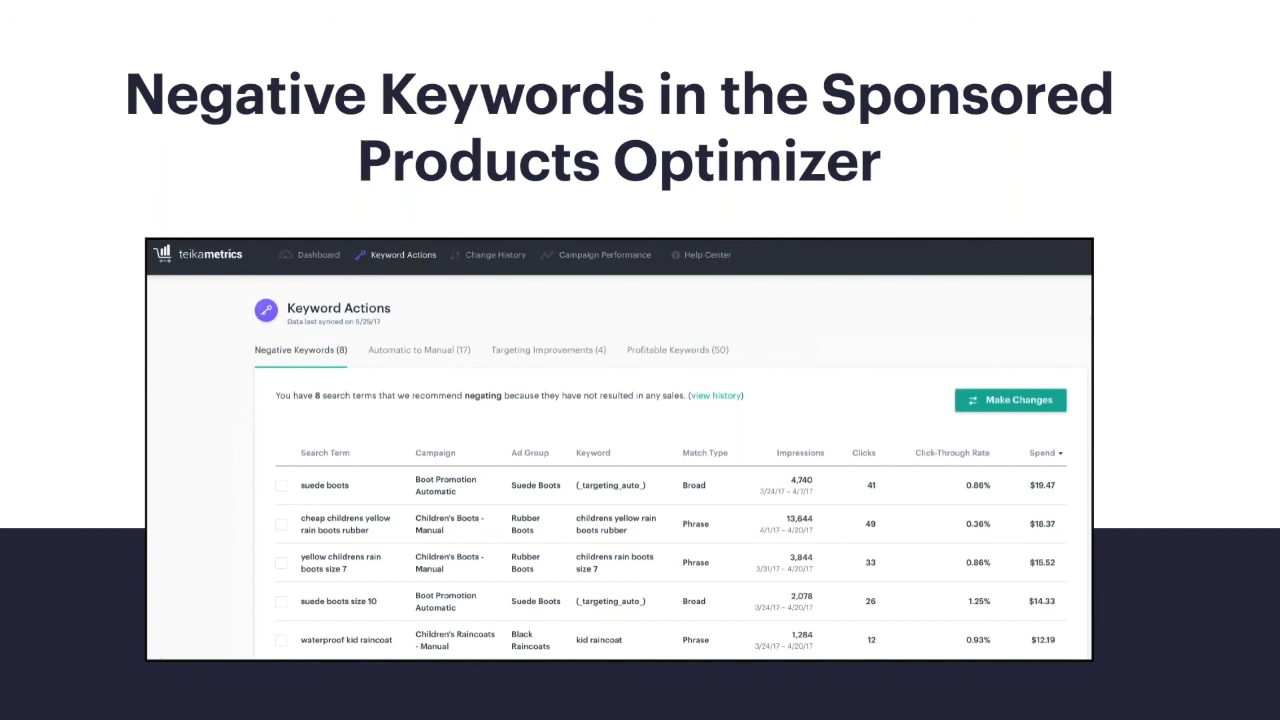 Negative Keywords in the Sponsored
Products Optimizer
teikametrics Dashboard Keyword Actions Change History Campaign Performance Help Center
Keyword Actions
Data last synced on 5/25/17
Negative Keywords (8) Automatic to Manual (17) Targeting Improvements (4) Profitable Keywords (50)
You have 8 search terms that we recommend negating because they have not resulted in any sales. (view history)
Make Changes
Search Term Campaign Ad Group Keyword Match Type Impressions Clicks Click-Through Rate Spend
suede boots Boot Promotion Automatic Suede Boots (_targeting_auto_) Broad 4,740 3/24/17 – 4/7/17 41 0.86% $19.47
cheap childrens yellow rain boots rubber Children's Boots - Manual Rubber Boots childrens yellow rain boots rubber Phrase 13,644 4/1/17 – 4/20/17 49 0.36% $18.37
yellow childrens rain boots size 7 Children's Boots - Manual Rubber Boots childrens rain boots size 7 Phrase 3,844 3/31/17 – 4/20/17 33 0.86% $15.52
suede boots size 10 Boot Promotion Automatic Suede Boots (_targeting_auto_) Broad 2,078 3/24/17 – 4/20/17 26 1.25% $14.33
waterproof kid raincoat Children's Raincoats - Manual Black Raincoats kid raincoat Phrase 1,284 3/24/17 – 4/20/17 12 0.93% $12.19